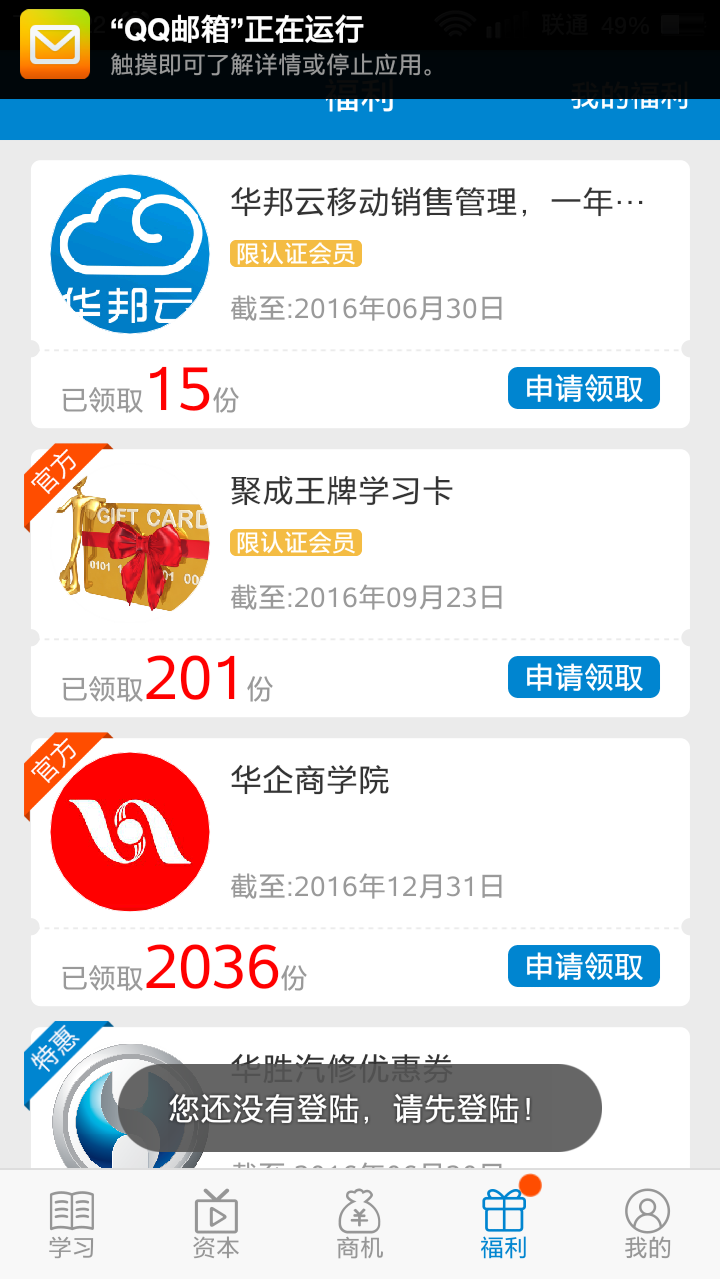 “QQ邮箱”正在运行
触摸即可了解详情或停止应用。
联通 49%
福利
我的福利
华邦云
华邦云移动销售管理，一年…
限认证会员
截至:2016年06月30日
已领取15份
申请领取
官方
GIFT CARD
聚成王牌学习卡
限认证会员
截至:2016年09月23日
已领取201份
申请领取
官方
华企商学院
截至:2016年12月31日
已领取2036份
申请领取
特惠
华胜汽修优惠券
您还没有登陆，请先登陆！
学习
资本
商机
福利
我的